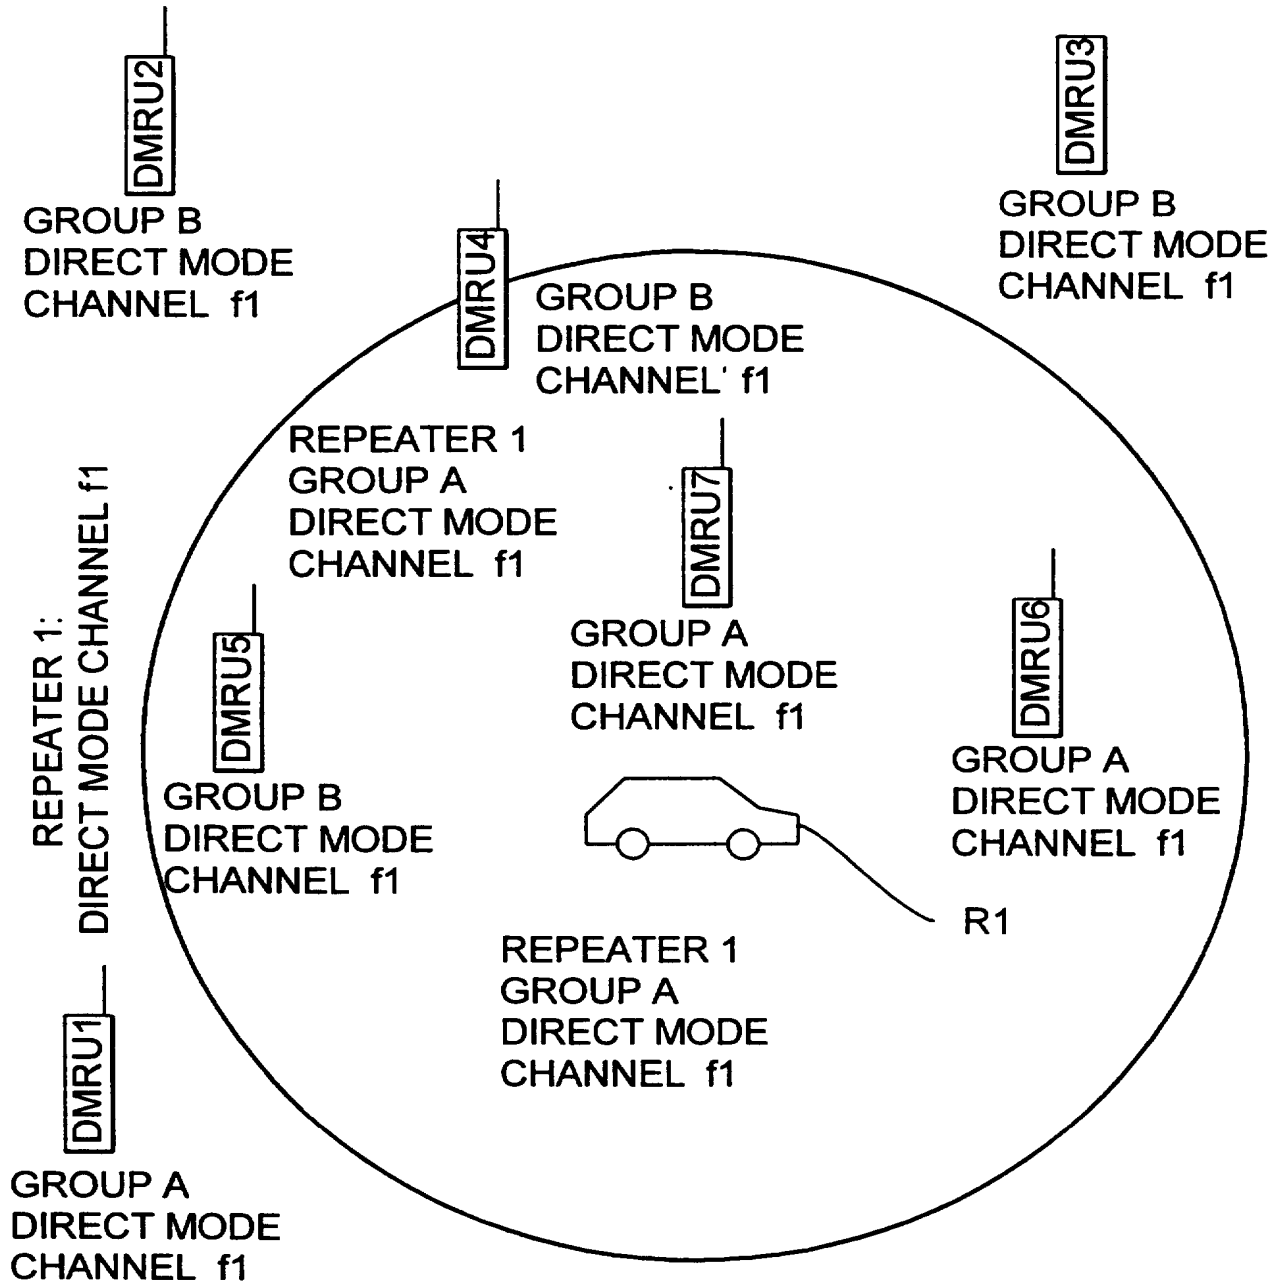 DMRU2
GROUP B
DIRECT MODE
CHANNEL f1
DMRU3
GROUP B
DIRECT MODE
CHANNEL f1
DMRU4
GROUP B
DIRECT MODE
CHANNEL' f1
REPEATER 1
GROUP A
DIRECT MODE
CHANNEL f1
DMRU7
GROUP A
DIRECT MODE
CHANNEL f1
REPEATER 1:
DIRECT MODE CHANNEL f1
DMRU5
GROUP B
DIRECT MODE
CHANNEL f1
DMRU6
GROUP A
DIRECT MODE
CHANNEL f1
R1
REPEATER 1
GROUP A
DIRECT MODE
CHANNEL f1
DMRU1
GROUP A
DIRECT MODE
CHANNEL f1